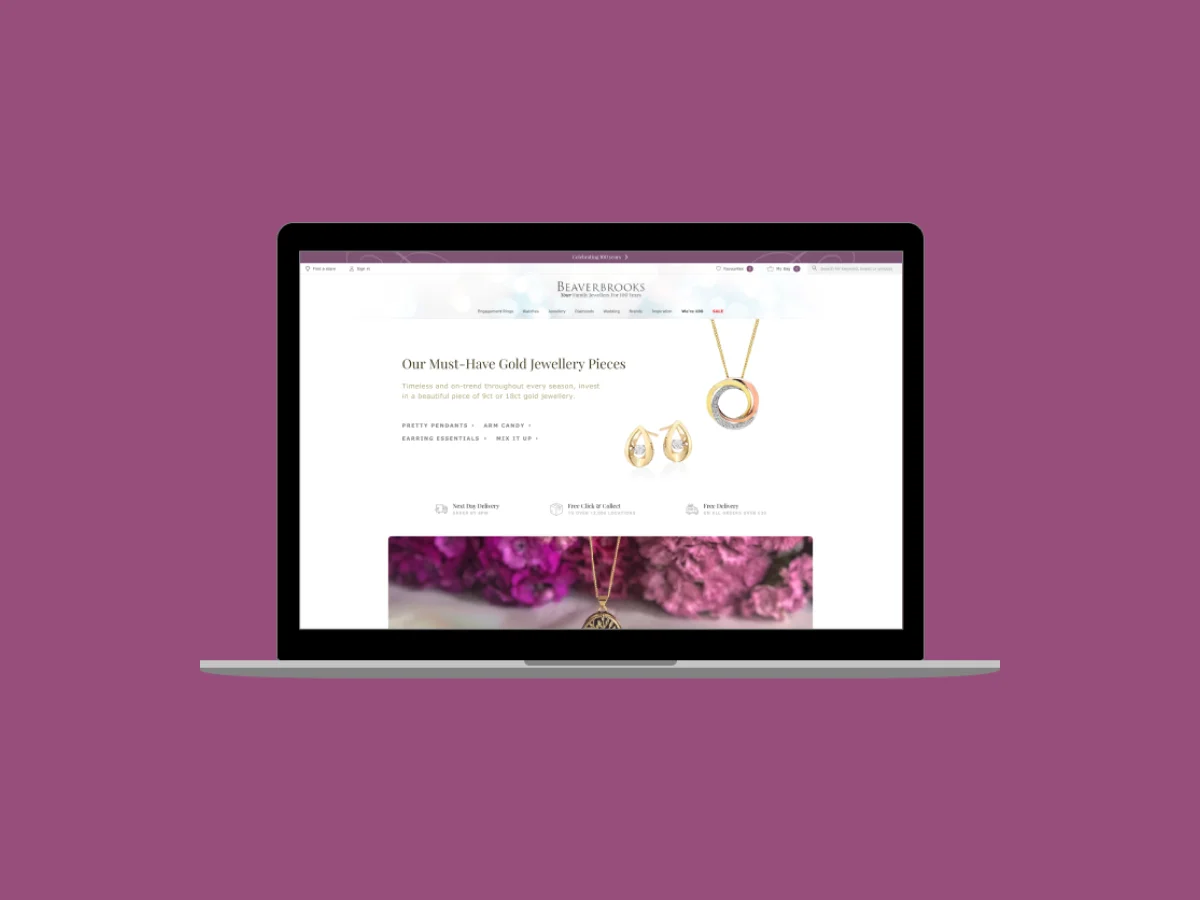 Celebrating 100 years
Find a store Sign in
Favourites My Bag
BEAVERBROOKS
Your Family Jewellers For 100 Years
Engagement Rings Watches Jewellery Diamonds Wedding Brands Inspiration We're 100! SALE
Our Must-Have Gold Jewellery Pieces
Timeless and on-trend throughout every season, invest
in a beautiful piece of 9ct or 18ct gold jewellery.
PRETTY PENDANTS ARM CANDY
EARRING ESSENTIALS MIX IT UP
Next Day Delivery Free Click & Collect Free Delivery